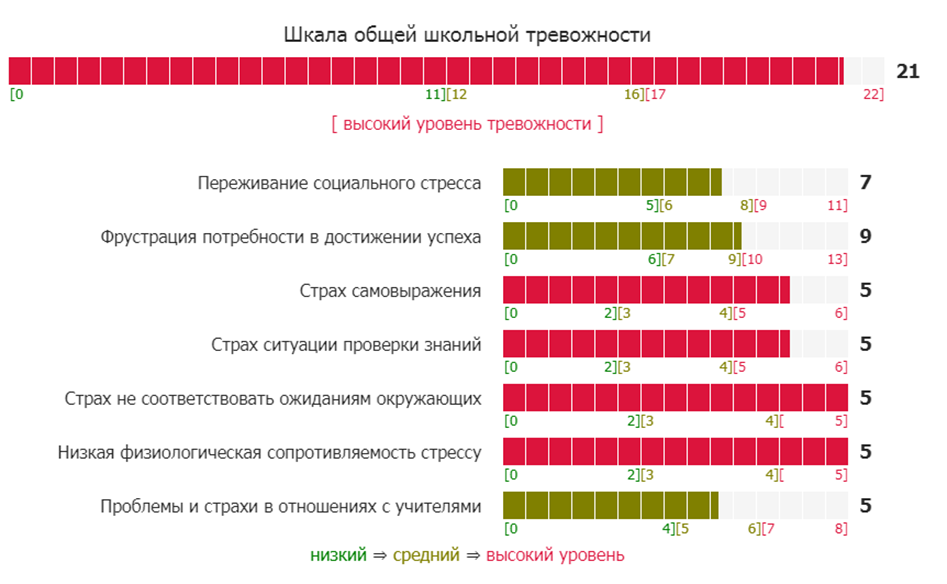 Шкала общей школьной тревожности
21
[0 11][12 16][17 22]
[ высокий уровень тревожности ]
Переживание социального стресса 7
[0 5][6 8][9 11]
Фрустрация потребности в достижении успеха 9
[0 6][7 9][10 13]
Страх самовыражения 5
[0 2][3 4][5 6]
Страх ситуации проверки знаний 5
[0 2][3 4][5 6]
Страх не соответствовать ожиданиям окружающих 5
[0 2][3 4][ 5]
Низкая физиологическая сопротивляемость стрессу 5
[0 2][3 4][ 5]
Проблемы и страхи в отношениях с учителями 5
[0 4][5 6][7 8]
низкий ⇒ средний ⇒ высокий уровень